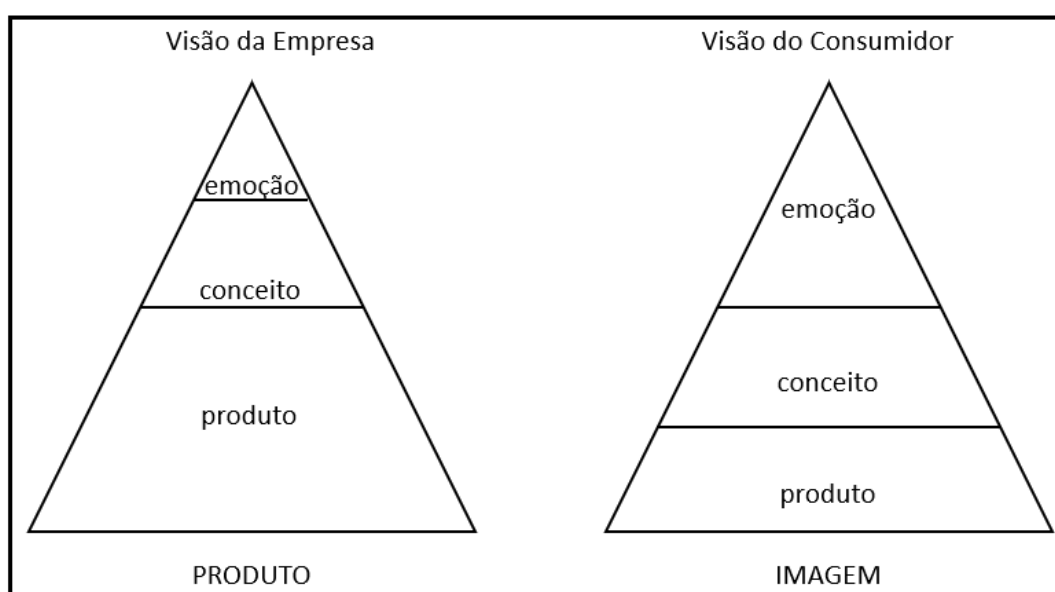 Visão da Empresa
emoção
conceito
produto
PRODUTO
Visão do Consumidor
emoção
conceito
produto
IMAGEM